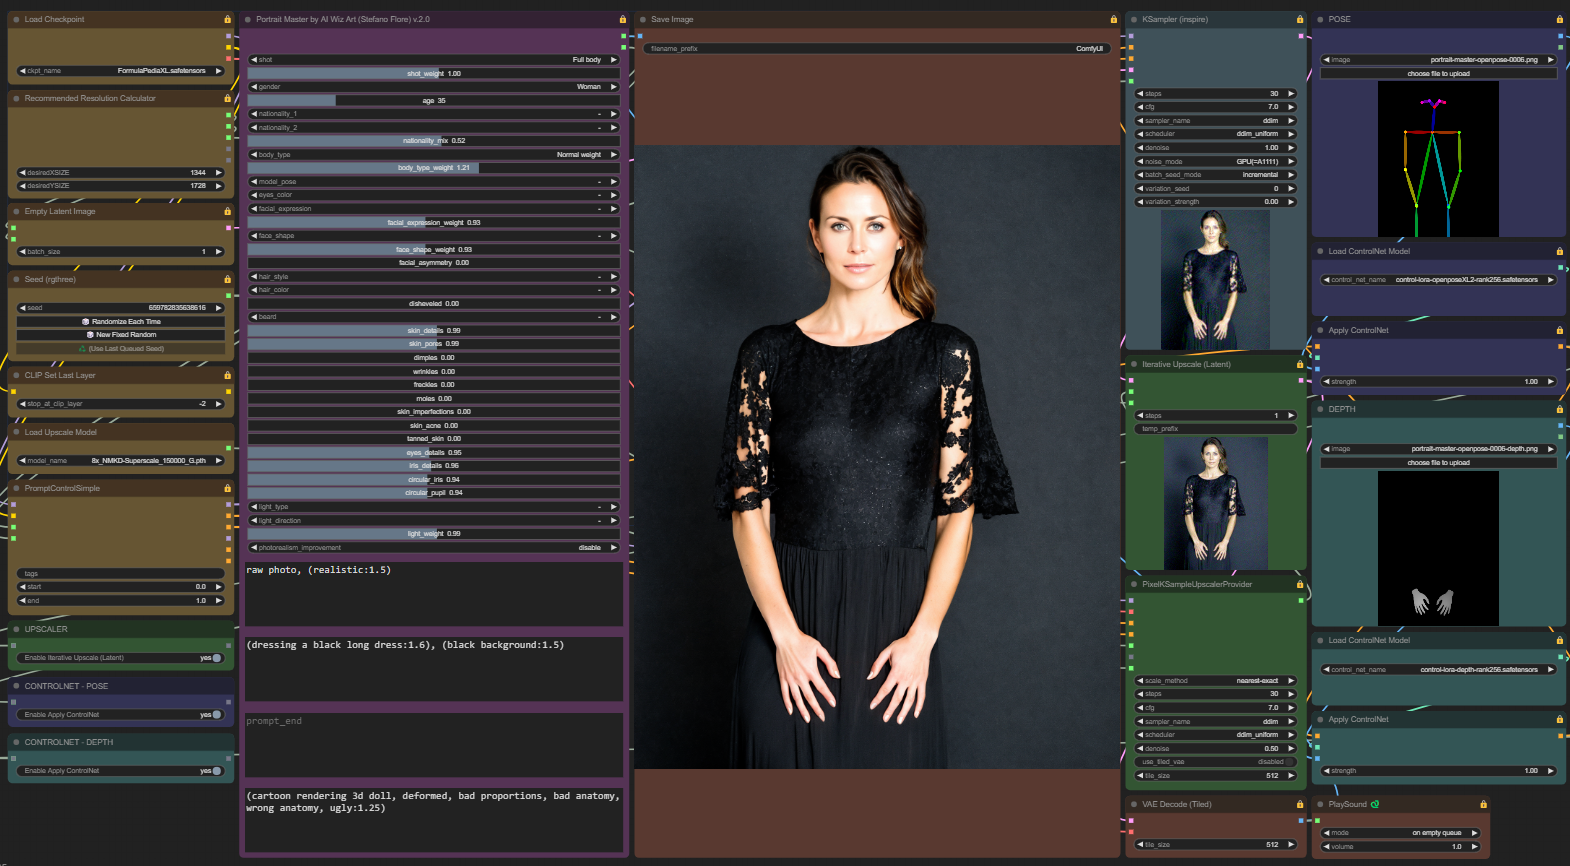 Load Checkpoint
ckpt_name FormulaPediaXL.safetensors
Recommended Resolution Calculator
desiredXSIZE 1344
desiredYSIZE 1728
Empty Latent Image
batch_size 1
Seed (rgthree)
seed 659782835638616
Randomize Each Time
New Fixed Random
(Use Last Queued Seed)
CLIP Set Last Layer
stop_at_clip_layer -2
Load Upscale Model
model_name 8x_NMKD-Superscale_150000_G.pth
PromptControlSimple
tags
start 0.0
end 1.0
UPSCALER
Enable Iterative Upscale (Latent) yes
CONTROLNET - POSE
Enable Apply ControlNet yes
CONTROLNET - DEPTH
Enable Apply ControlNet yes
Portrait Master by AI Wiz Art (Stefano Flore) v.2.0
shot Full body
shot_weight 1.00
gender Woman
age 35
nationality_1 -
nationality_2 -
nationality_mix 0.52
body_type Normal weight
body_type_weight 1.21
model_pose -
eyes_color -
facial_expression -
facial_expression_weight 0.93
face_shape -
face_shape_weight 0.93
facial_asymmetry 0.00
hair_style -
hair_color -
disheveled 0.00
beard -
skin_details 0.99
skin_pores 0.99
dimples 0.00
wrinkles 0.00
freckles 0.00
moles 0.00
skin_imperfections 0.00
skin_acne 0.00
tanned_skin 0.00
eyes_details 0.95
iris_details 0.96
circular_iris 0.94
circular_pupil 0.94
light_type -
light_direction -
light_weight 0.99
photorealism_improvement disable
raw photo, (realistic:1.5)
(dressing a black long dress:1.6), (black background:1.5)
prompt_end
(cartoon rendering 3d doll, deformed, bad proportions, bad anatomy,
wrong anatomy, ugly:1.25)
Save Image
filename_prefix ComfyUI
KSampler (inspire)
steps 30
cfg 7.0
sampler_name ddim
scheduler ddim_uniform
denoise 1.00
noise_mode GPU(=A1111)
batch_seed_mode incremental
variation_seed 0
variation_strength 0.00
Iterative Upscale (Latent)
steps 1
temp_prefix
PixelKSampleUpscalerProvider
scale_method nearest-exact
steps 30
cfg 7.0
sampler_name ddim
scheduler ddim_uniform
denoise 0.50
use_tiled_vae disabled
tile_size 512
VAE Decode (Tiled)
tile_size 512
POSE
image portrait-master-openpose-0006.png
choose file to upload
Load ControlNet Model
control_net_name control-lora-openposeXL2-rank256.safetensors
Apply ControlNet
strength 1.00
DEPTH
image portrait-master-openpose-0006-depth.png
choose file to upload
Load ControlNet Model
control_net_name control-lora-depth-rank256.safetensors
Apply ControlNet
strength 1.00
PlaySound
mode on empty queue
volume 1.0